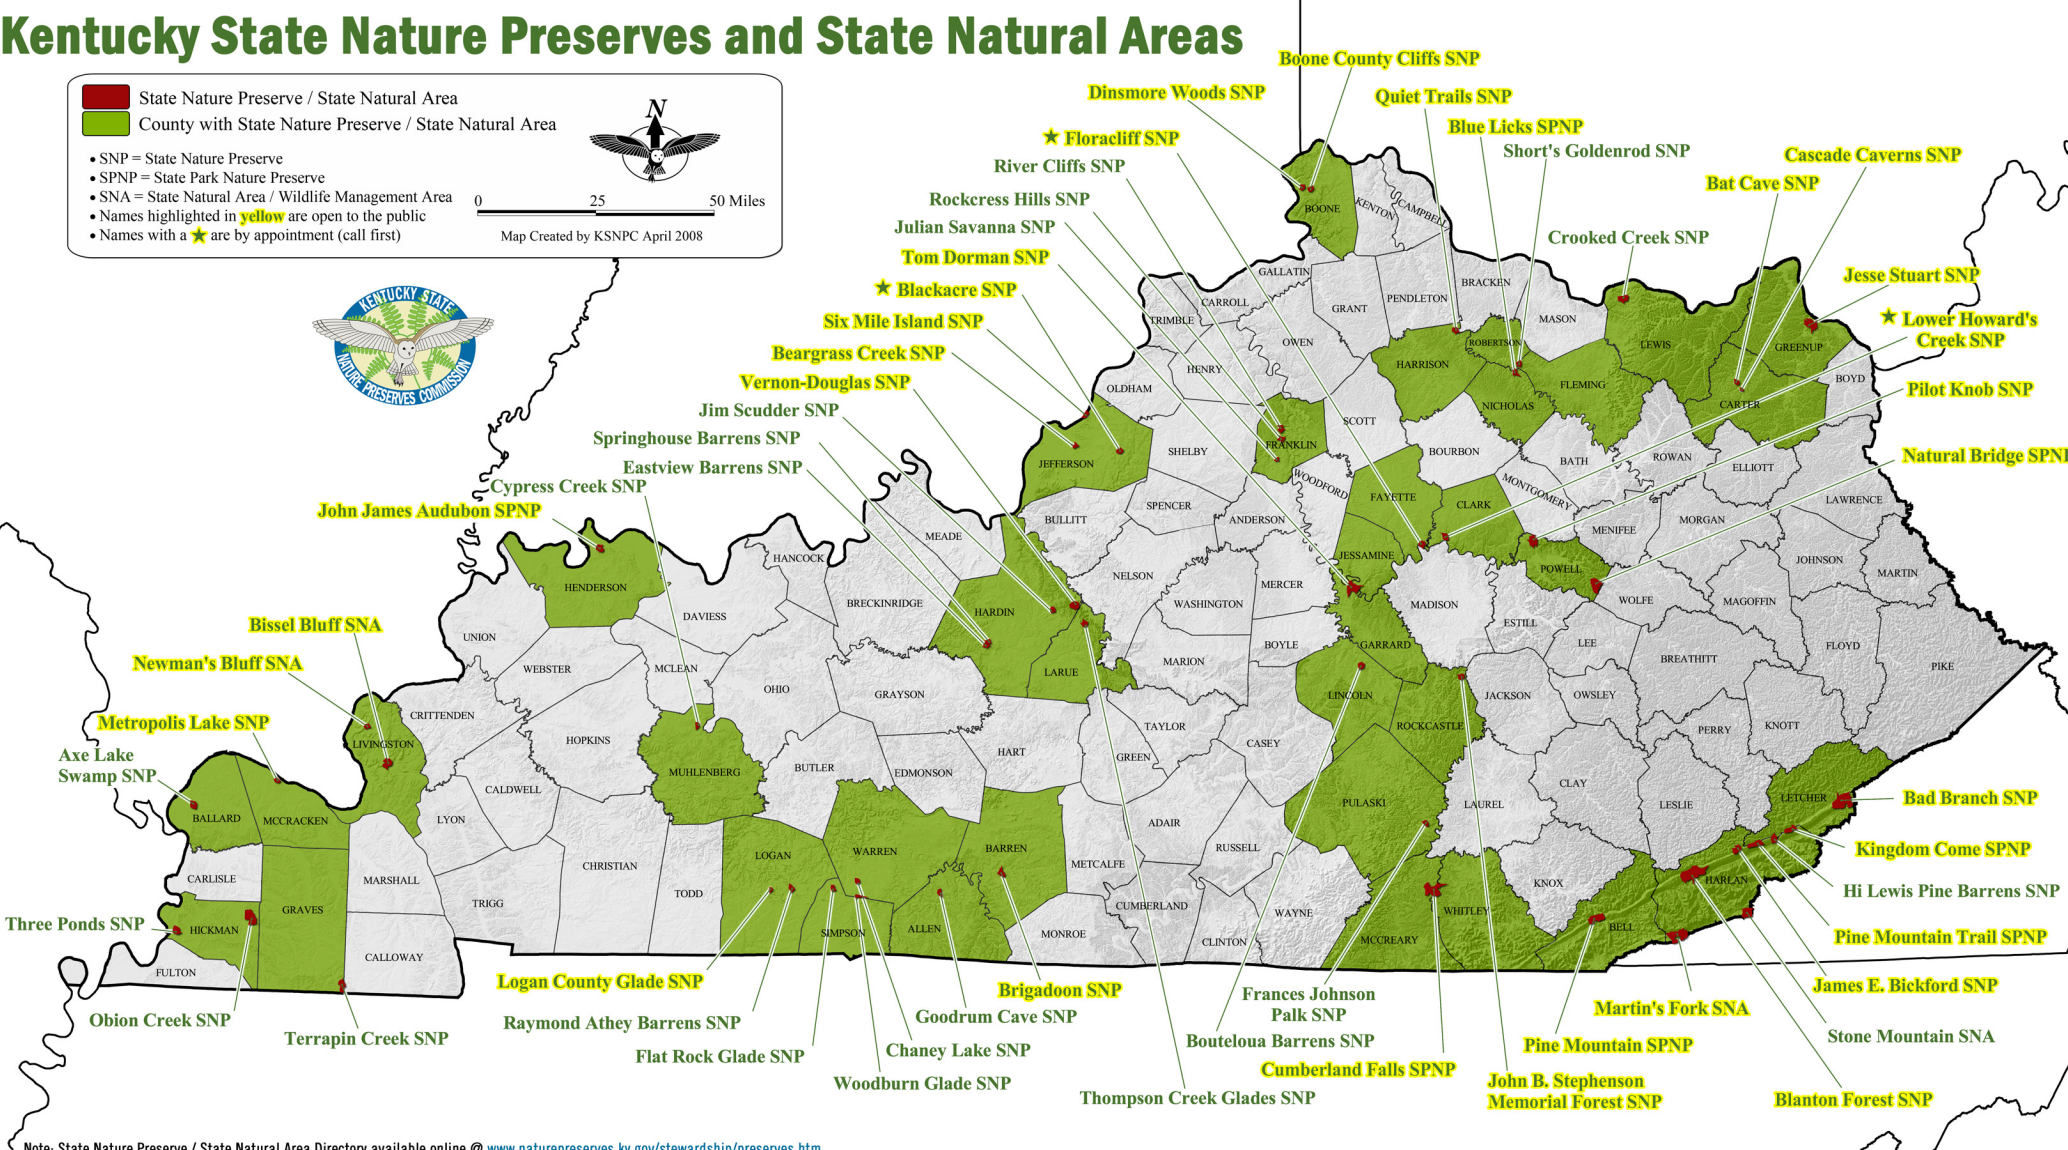 Kentucky State Nature Preserves and State Natural Areas
State Nature Preserve / State Natural Area
County with State Nature Preserve / State Natural Area
• SNP = State Nature Preserve
• SPNP = State Park Nature Preserve
• SNA = State Natural Area / Wildlife Management Area
• Names highlighted in yellow are open to the public
• Names with a ★ are by appointment (call first)
N
0 25 50 Miles
Map Created by KSNPC April 2008
KENTUCKY STATE
NATURE PRESERVES COMMISSION
Boone County Cliffs SNP
Dinsmore Woods SNP
Quiet Trails SNP
★ Floracliff SNP
Blue Licks SPNP
River Cliffs SNP
Short's Goldenrod SNP
Cascade Caverns SNP
Rockcress Hills SNP
Bat Cave SNP
Julian Savanna SNP
Crooked Creek SNP
Tom Dorman SNP
Jesse Stuart SNP
★ Blackacre SNP
★ Lower Howard's
Creek SNP
Six Mile Island SNP
Beargrass Creek SNP
Vernon-Douglas SNP
Pilot Knob SNP
Jim Scudder SNP
Springhouse Barrens SNP
Natural Bridge SPNP
Eastview Barrens SNP
Cypress Creek SNP
John James Audubon SPNP
Bissel Bluff SNA
Newman's Bluff SNA
Metropolis Lake SNP
Axe Lake
Swamp SNP
Three Ponds SNP
Obion Creek SNP
Terrapin Creek SNP
Logan County Glade SNP
Raymond Athey Barrens SNP
Flat Rock Glade SNP
Woodburn Glade SNP
Chaney Lake SNP
Goodrum Cave SNP
Brigadoon SNP
Thompson Creek Glades SNP
Frances Johnson
Palk SNP
Bouteloua Barrens SNP
Cumberland Falls SPNP
John B. Stephenson
Memorial Forest SNP
Pine Mountain SPNP
Martin's Fork SNA
Blanton Forest SNP
Stone Mountain SNA
James E. Bickford SNP
Pine Mountain Trail SPNP
Hi Lewis Pine Barrens SNP
Kingdom Come SPNP
Bad Branch SNP
BOONE
KENTON
CAMPBELL
GALLATIN
CARROLL
TRIMBLE
GRANT
PENDLETON
BRACKEN
MASON
OWEN
HENRY
OLDHAM
HARRISON
ROBERTSON
LEWIS
GREENUP
BOYD
FLEMING
NICHOLAS
CARTER
SCOTT
FRANKLIN
SHELBY
JEFFERSON
BOURBON
BATH
ROWAN
ELLIOTT
WOODFORD
FAYETTE
CLARK
MONTGOMERY
LAWRENCE
SPENCER
BULLITT
ANDERSON
MENIFEE
MORGAN
MEADE
HANCOCK
JESSAMINE
POWELL
JOHNSON
MARTIN
NELSON
MERCER
WASHINGTON
MADISON
WOLFE
MAGOFFIN
HENDERSON
BRECKINRIDGE
HARDIN
DAVIESS
ESTILL
UNION
BOYLE
GARRARD
LEE
FLOYD
BREATHITT
PIKE
WEBSTER
MCLEAN
LARUE
MARION
OHIO
GRAYSON
LINCOLN
JACKSON
OWSLEY
CRITTENDEN
TAYLOR
ROCKCASTLE
PERRY
KNOTT
LIVINGSTON
HOPKINS
HART
GREEN
CASEY
MUHLENBERG
BUTLER
EDMONSON
CLAY
CALDWELL
PULASKI
LAUREL
LESLIE
LETCHER
BALLARD
MCCRACKEN
LYON
ADAIR
LOGAN
WARREN
BARREN
METCALFE
RUSSELL
CHRISTIAN
CARLISLE
MARSHALL
TODD
KNOX
HARLAN
TRIGG
GRAVES
CUMBERLAND
WAYNE
WHITLEY
HICKMAN
SIMPSON
ALLEN
MONROE
CLINTON
MCCREARY
BELL
CALLOWAY
FULTON
Note: State Nature Preserve / State Natural Area Directory available online @ www.naturepreserves.ky.gov/stewardship/preserves.htm